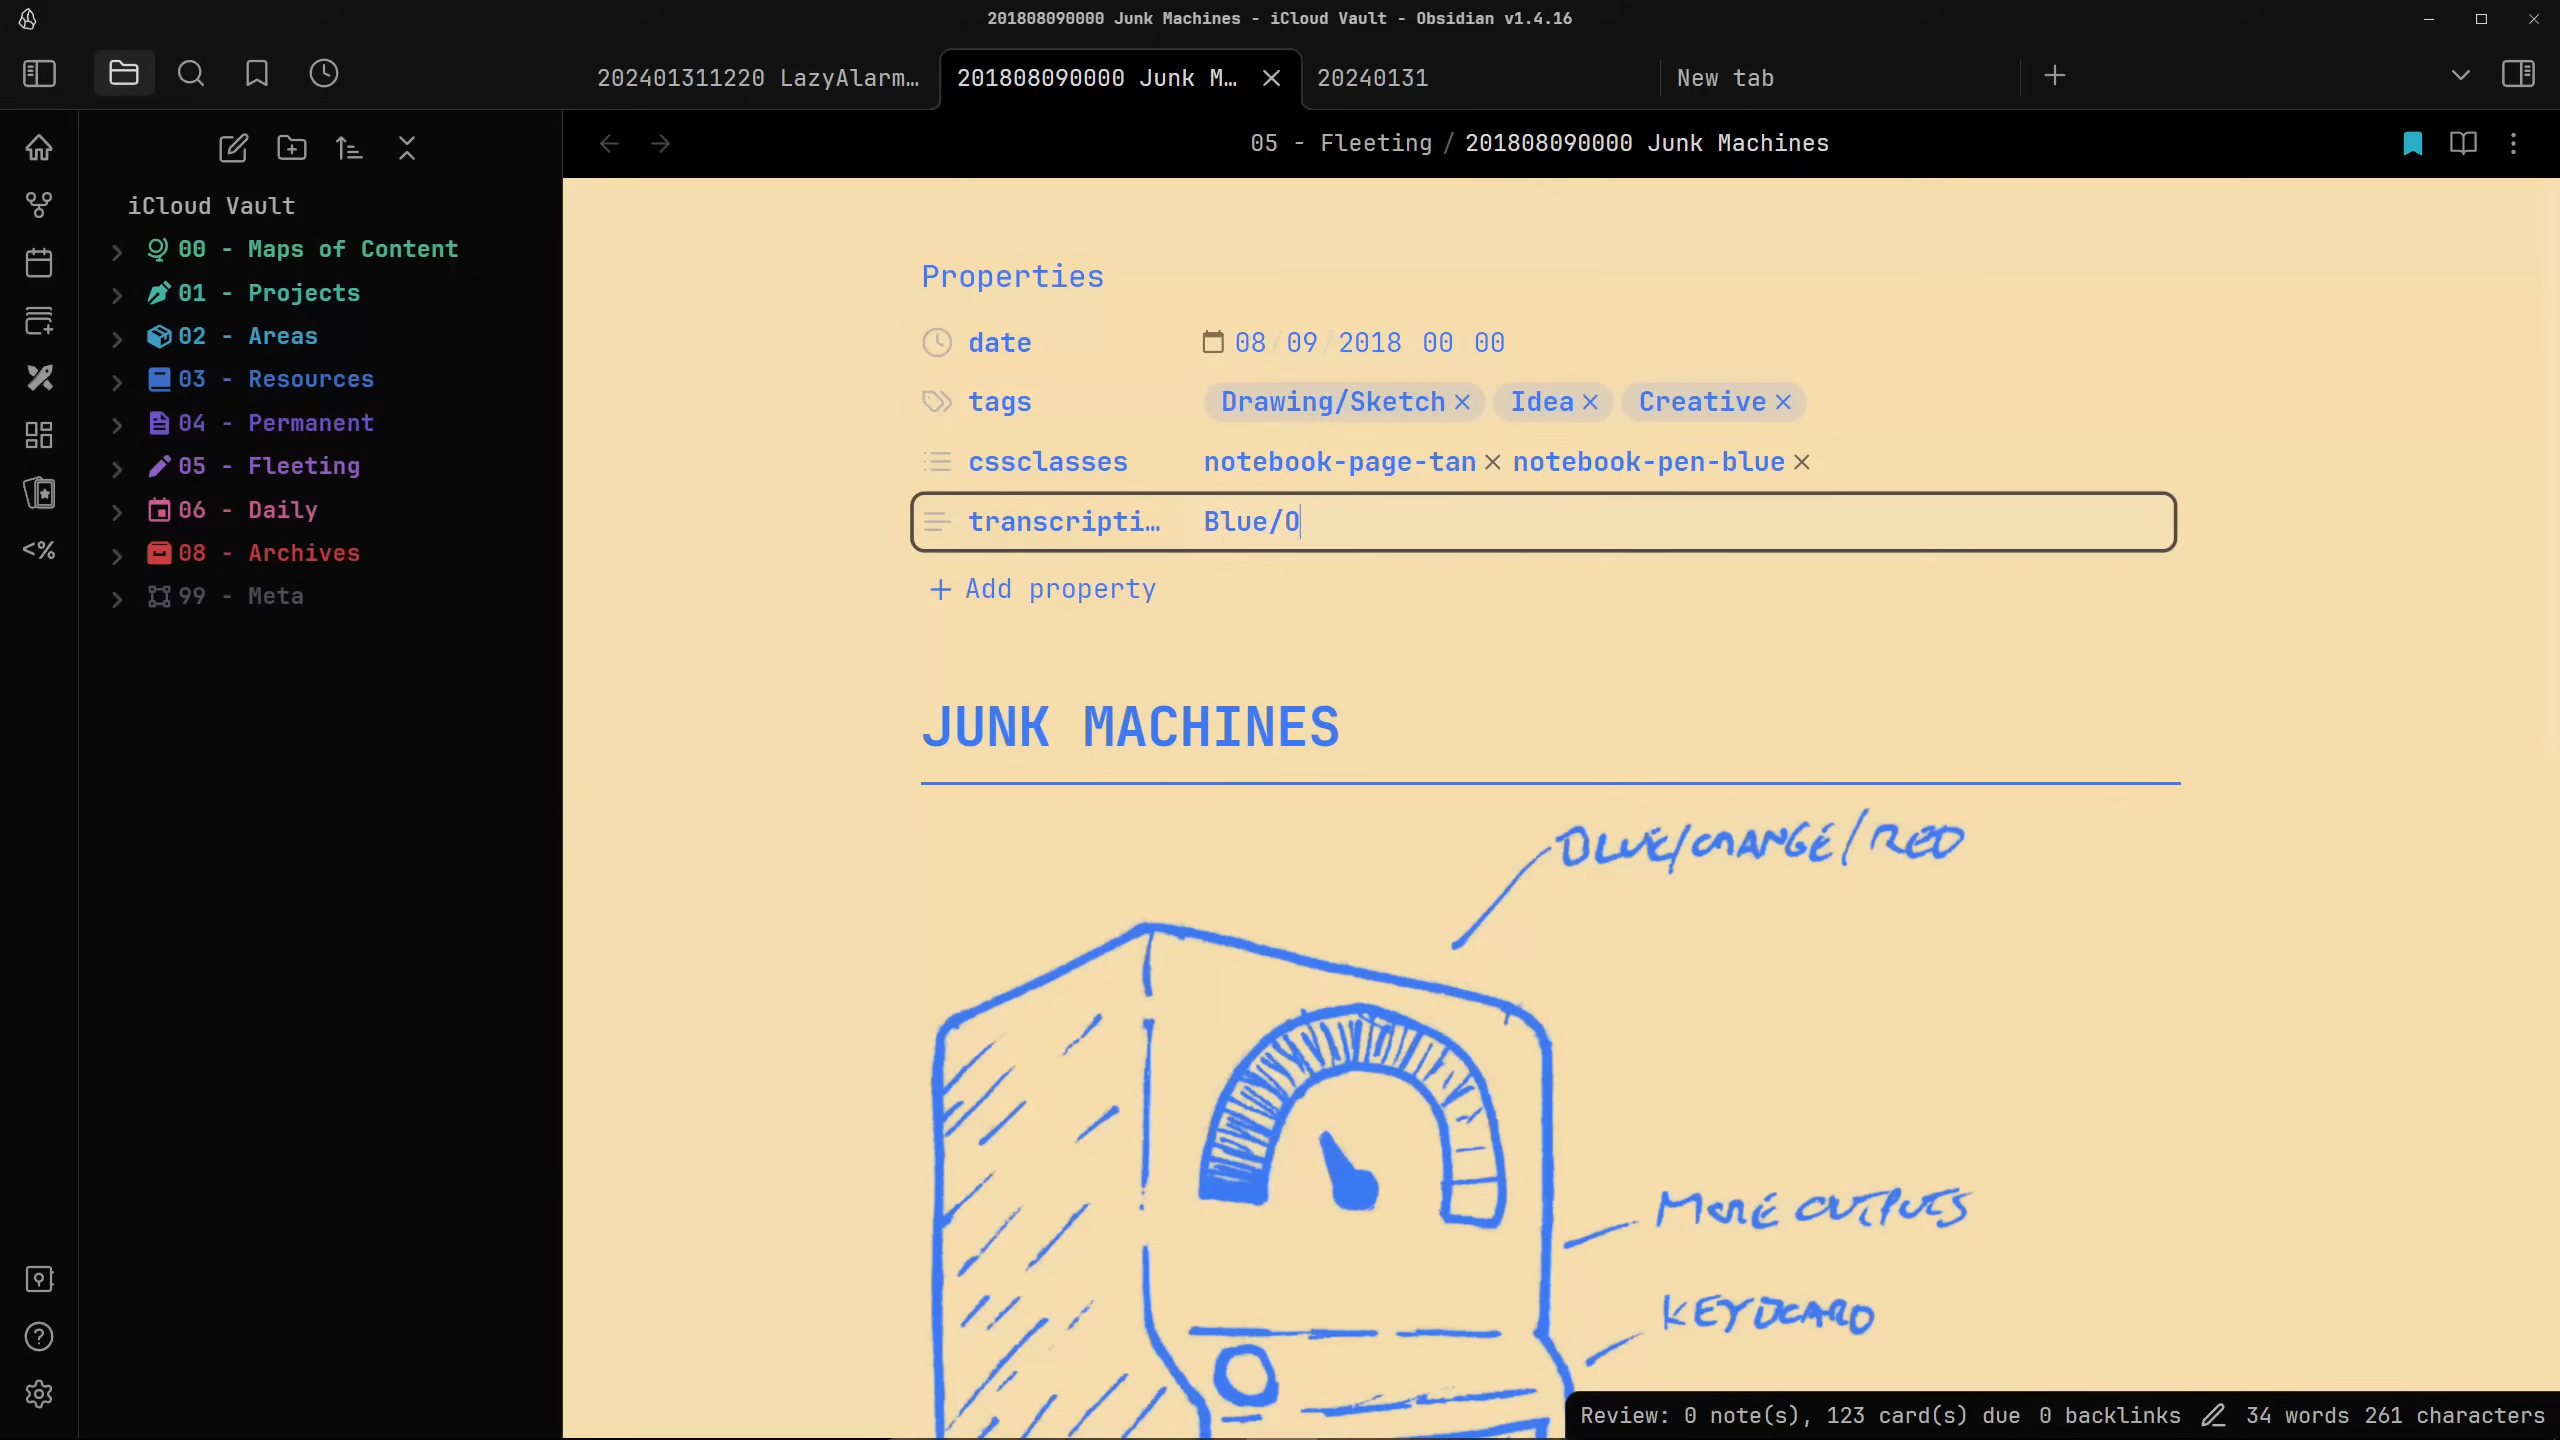 201808090000 Junk Machines - iCloud Vault - Obsidian v1.4.16
202401311220 LazyAlarm…
201808090000 Junk M…
20240131
New tab
05 - Fleeting / 201808090000 Junk Machines
iCloud Vault
00 - Maps of Content
01 - Projects
02 - Areas
03 - Resources
04 - Permanent
05 - Fleeting
06 - Daily
08 - Archives
99 - Meta
<%
Properties
date 08/09/2018 00:00
tags Drawing/Sketch × Idea × Creative ×
cssclasses notebook-page-tan × notebook-pen-blue ×
transcripti… Blue/O
+ Add property
JUNK MACHINES
BLUE/ORANGE/RED
MORE OUTPUTS
KEYBOARD
Review: 0 note(s), 123 card(s) due 0 backlinks 34 words 261 characters